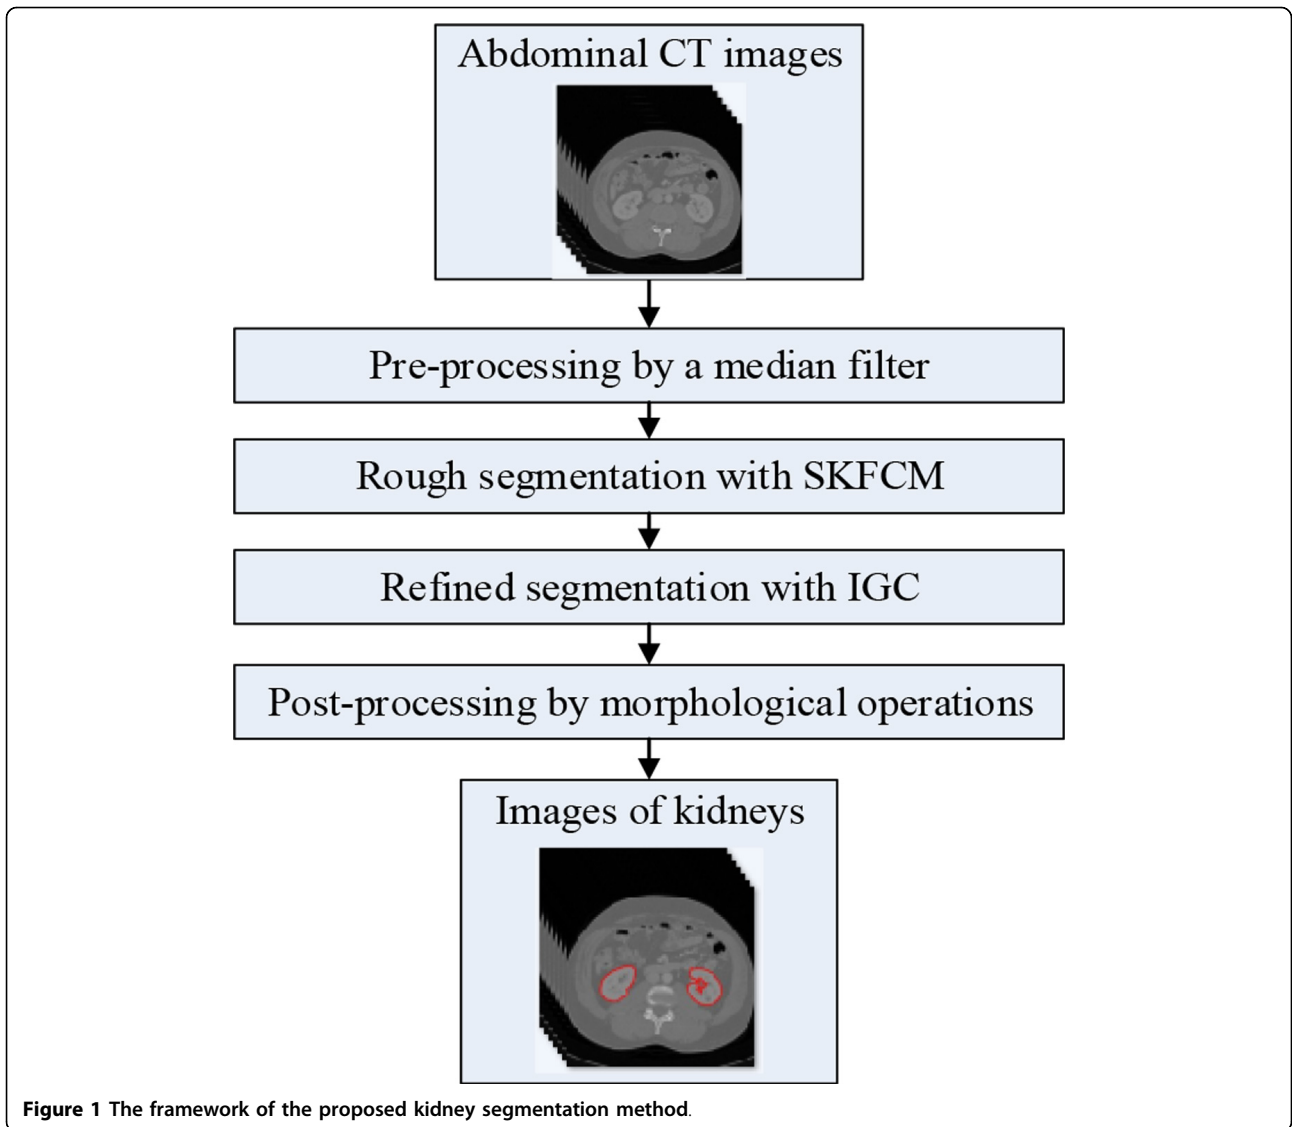 Abdominal CT images
Pre-processing by a median filter
Rough segmentation with SKFCM
Refined segmentation with IGC
Post-processing by morphological operations
Images of kidneys
Figure 1 The framework of the proposed kidney segmentation method.